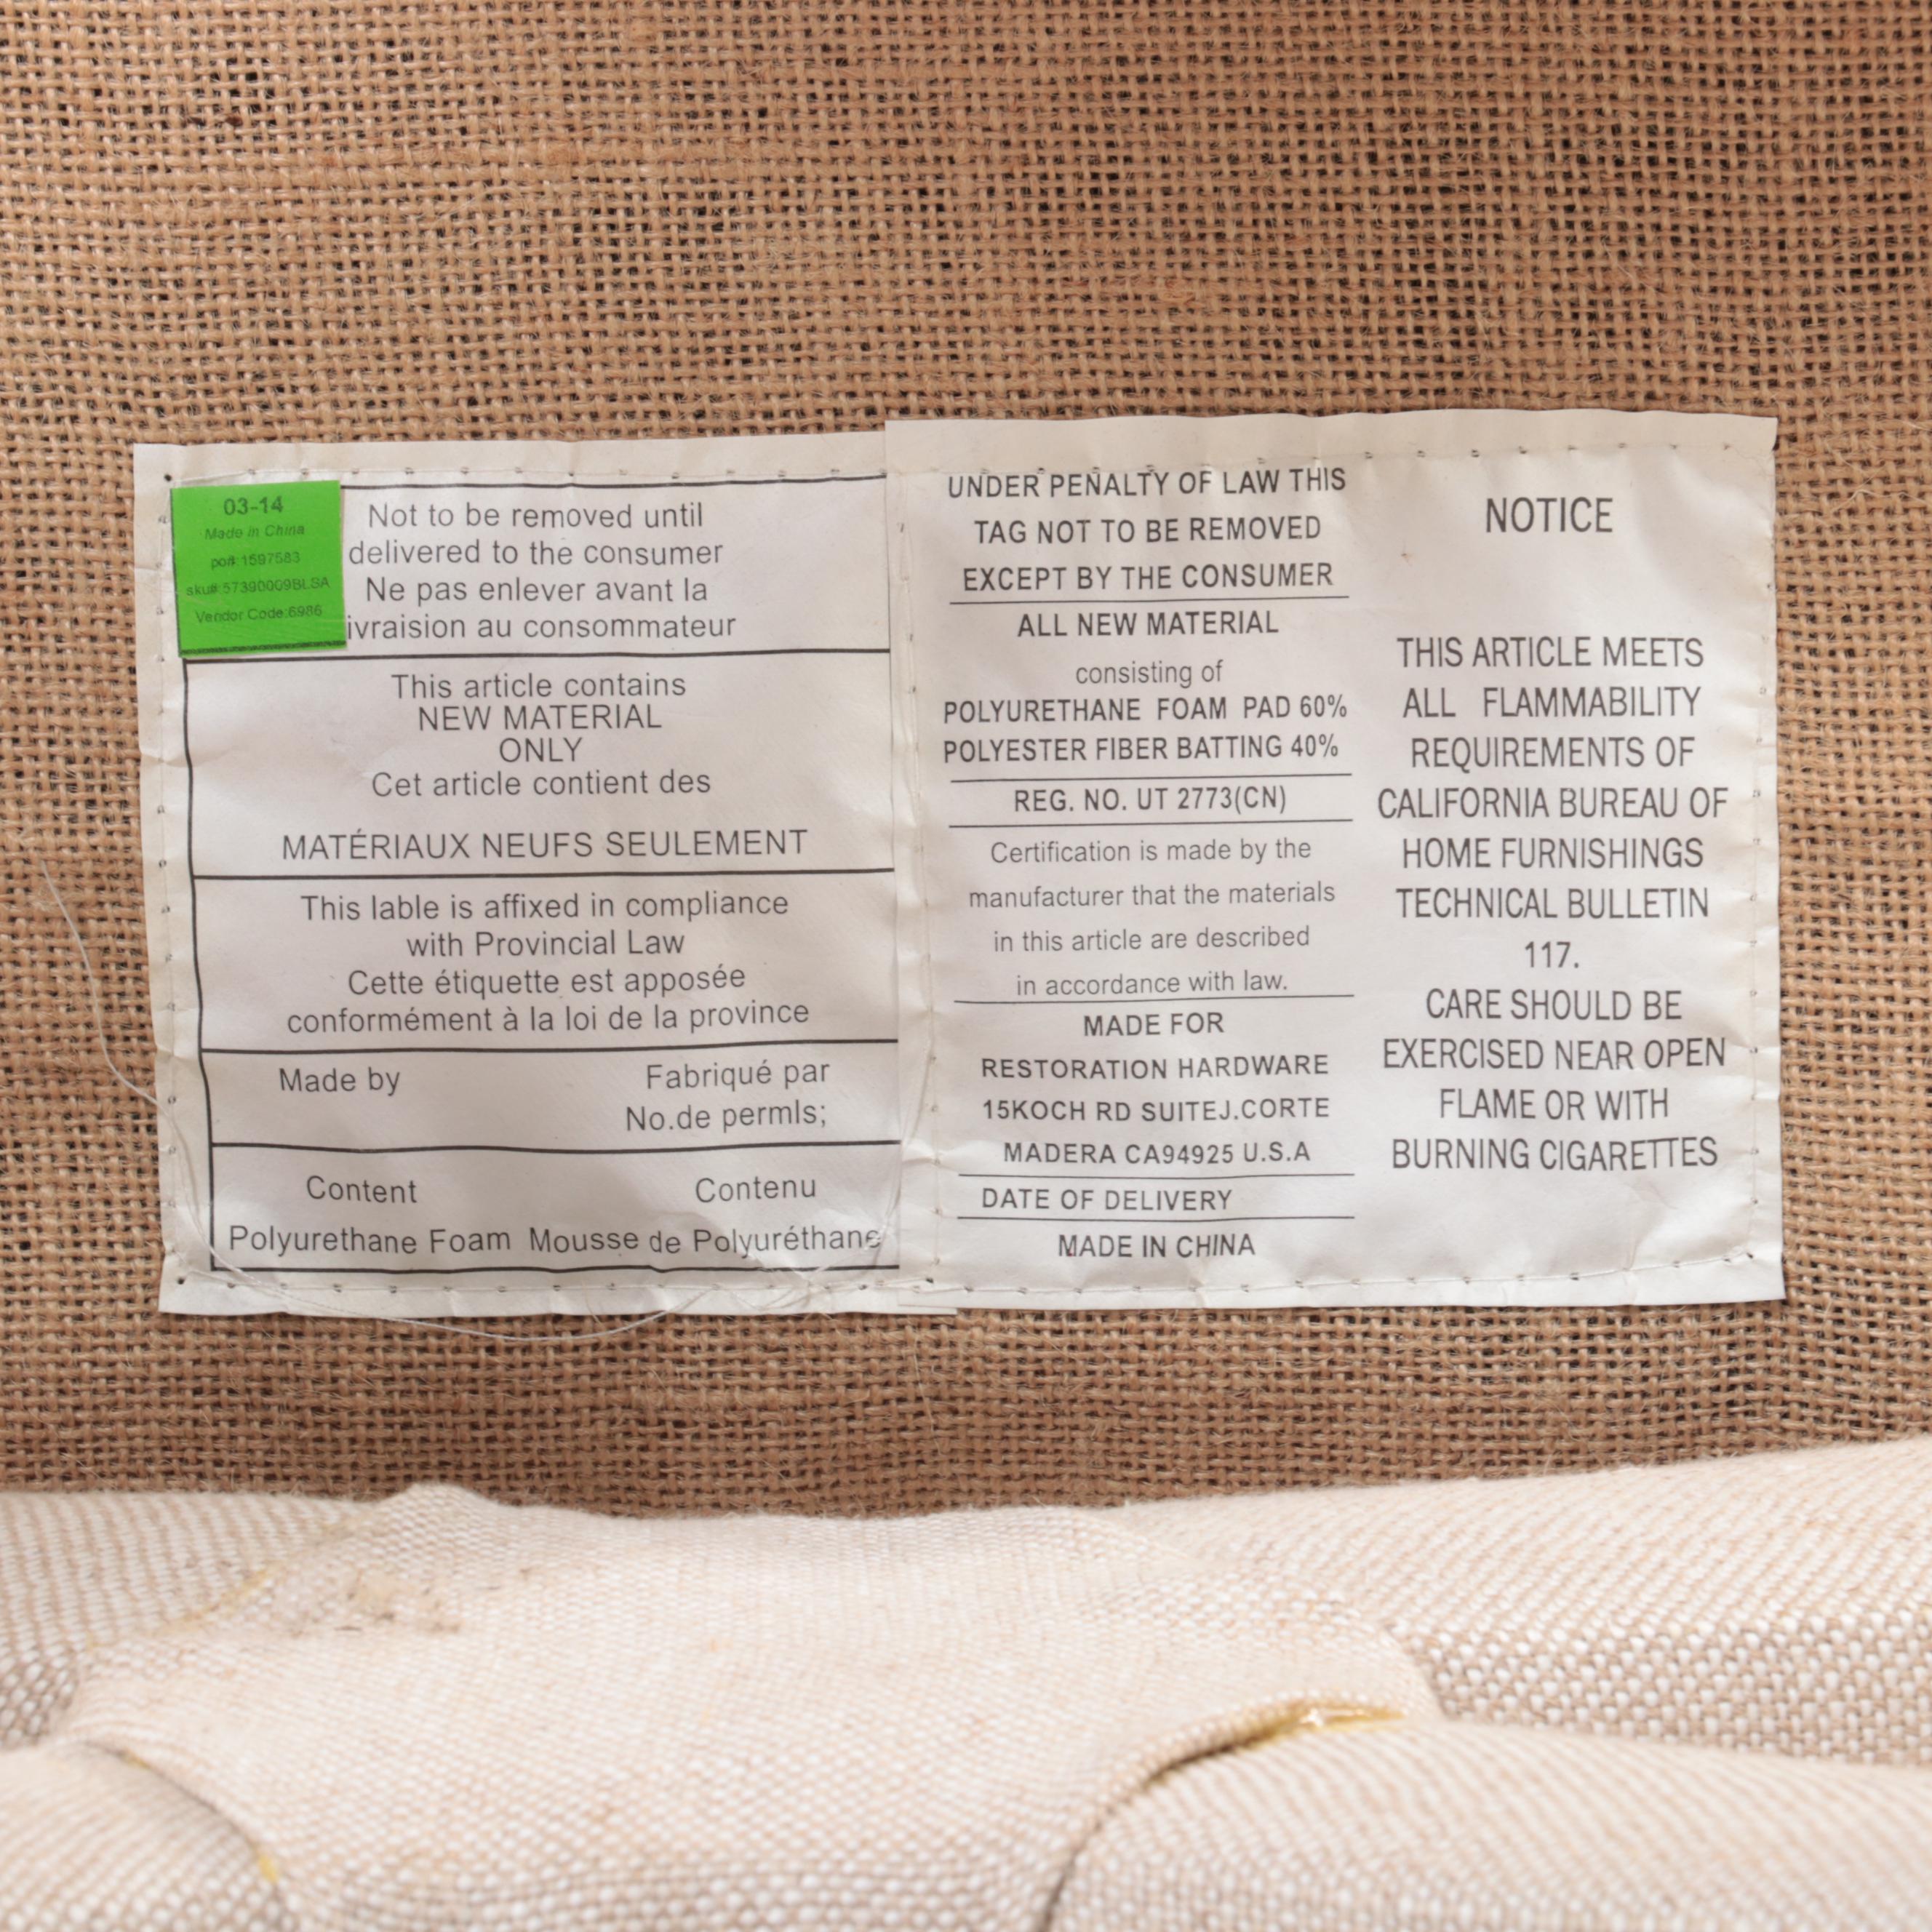 03-14
Made in China
po#:1597583
sku#:57390009BLSA
Vendor Code:6986
Not to be removed until
delivered to the consumer
Ne pas enlever avant la
ivraision au consommateur
This article contains
NEW MATERIAL
ONLY
Cet article contient des
MATÉRIAUX NEUFS SEULEMENT
This lable is affixed in compliance
with Provincial Law
Cette étiquette est apposée
conformément à la loi de la province
Made by Fabriqué par
No.de permls;
Content Contenu
Polyurethane Foam Mousse de Polyuréthane
UNDER PENALTY OF LAW THIS
TAG NOT TO BE REMOVED
EXCEPT BY THE CONSUMER
ALL NEW MATERIAL
consisting of
POLYURETHANE FOAM PAD 60%
POLYESTER FIBER BATTING 40%
REG. NO. UT 2773(CN)
Certification is made by the
manufacturer that the materials
in this article are described
in accordance with law.
MADE FOR
RESTORATION HARDWARE
15KOCH RD SUITEJ.CORTE
MADERA CA94925 U.S.A
DATE OF DELIVERY
MADE IN CHINA
NOTICE
THIS ARTICLE MEETS
ALL FLAMMABILITY
REQUIREMENTS OF
CALIFORNIA BUREAU OF
HOME FURNISHINGS
TECHNICAL BULLETIN
117.
CARE SHOULD BE
EXERCISED NEAR OPEN
FLAME OR WITH
BURNING CIGARETTES